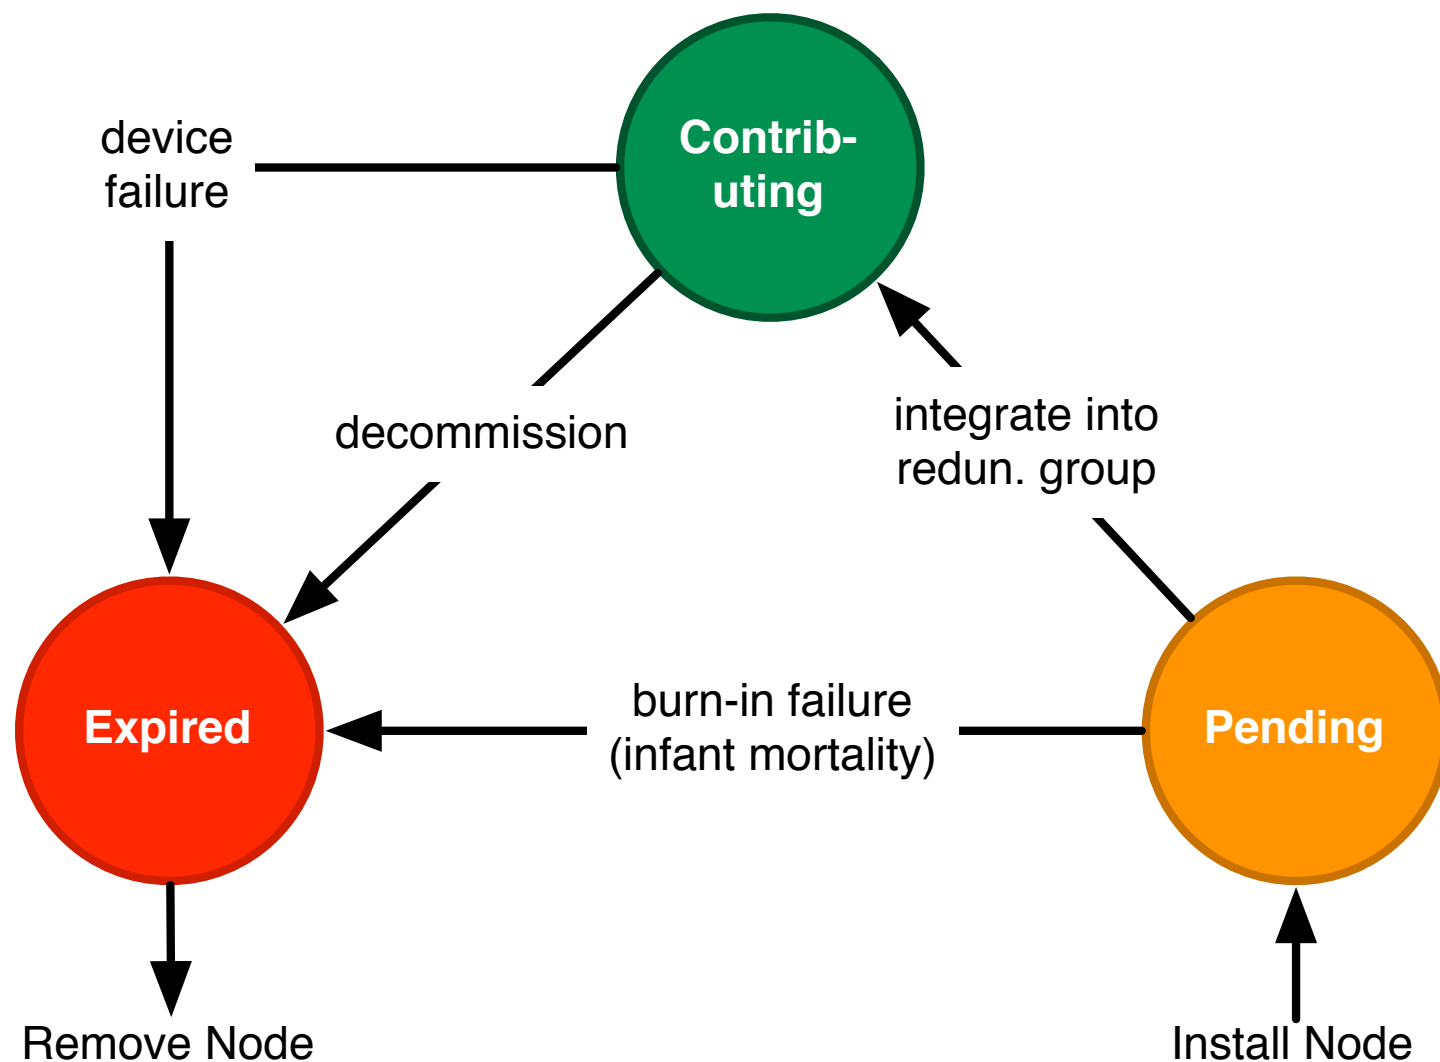 Contrib-
uting
device
failure
decommission
integrate into
redun. group
burn-in failure
(infant mortality)
Expired
Pending
Remove Node
Install Node